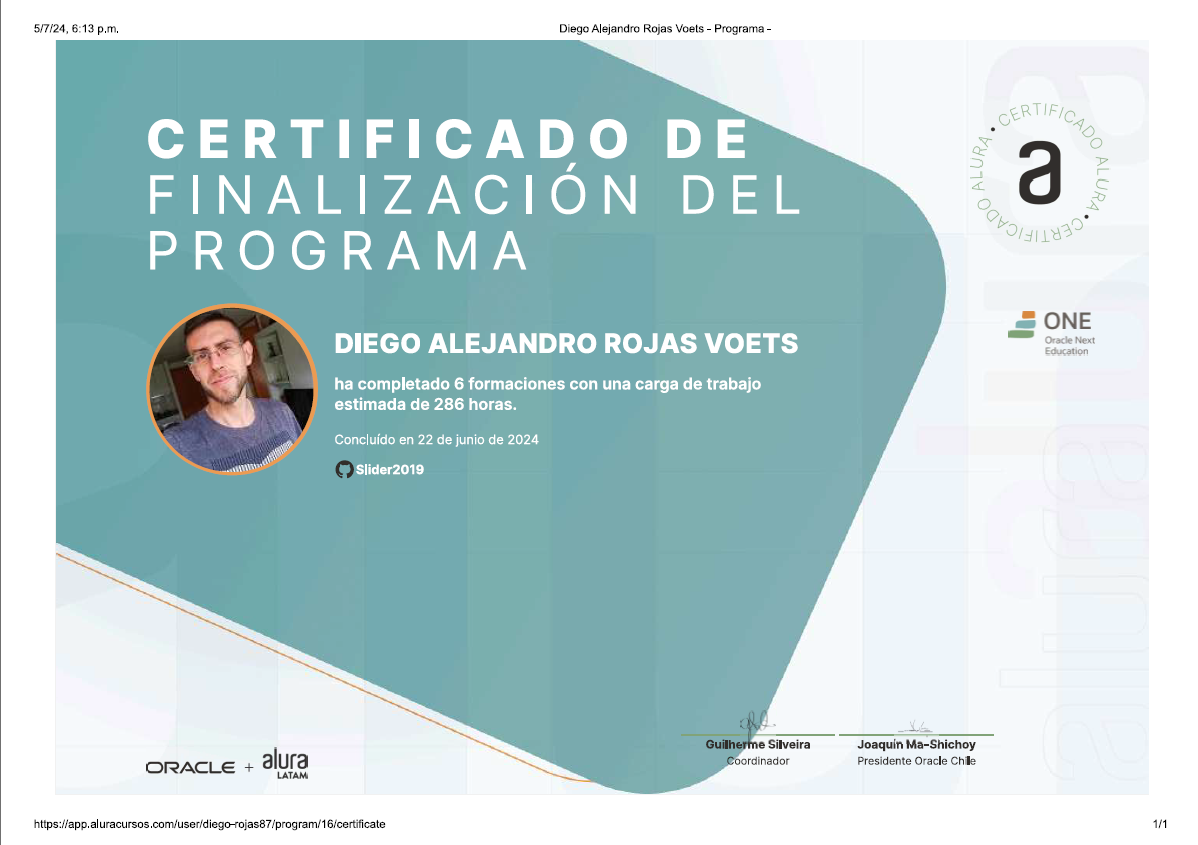 5/7/24, 6:13 p.m.
Diego Alejandro Rojas Voets - Programa -
CERTIFICADO DE
FINALIZACIÓN DEL
PROGRAMA
CERTIFICADO ALURA • CERTIFICADO ALURA •
a
ONE
Oracle Next
Education
DIEGO ALEJANDRO ROJAS VOETS
ha completado 6 formaciones con una carga de trabajo
estimada de 286 horas.
Concluído en 22 de junio de 2024
Slider2019
alura
alura
Guilherme Silveira
Coordinador
Joaquín Ma-Shichoy
Presidente Oracle Chile
ORACLE + alura
LATAM
https://app.aluracursos.com/user/diego-rojas87/program/16/certificate
1/1